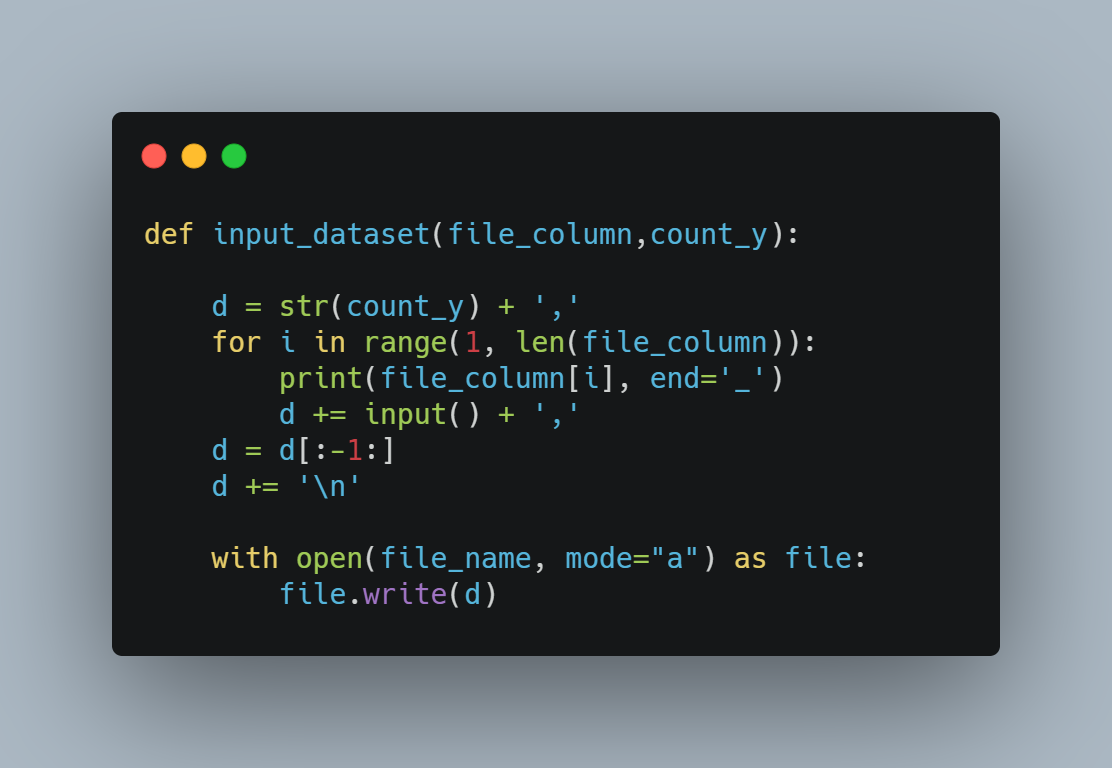 def input_dataset(file_column,count_y):

    d = str(count_y) + ','
    for i in range(1, len(file_column)):
        print(file_column[i], end='_')
        d += input() + ','
    d = d[:-1:]
    d += '\n'

    with open(file_name, mode="a") as file:
        file.write(d)